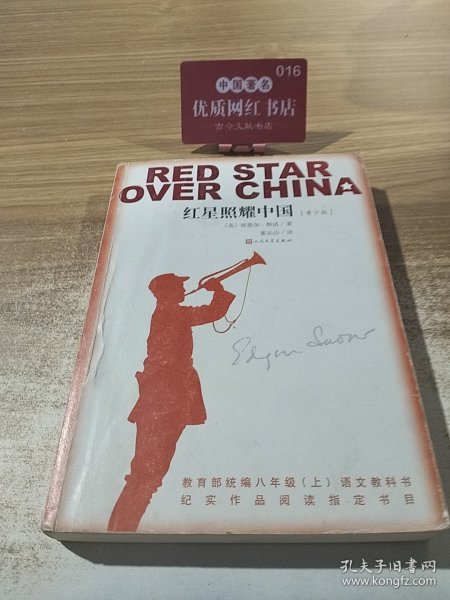 016
中国著名
优质网红书店
古今文献书店
RED STAR
OVER CHINA
红星照耀中国 [青少版]
[美] 埃德加·斯诺 / 著
董乐山 / 译
人民文学出版社
Edgar Snow
教育部统编八年级(上)语文教科书
纪实作品阅读指定书目
孔夫子旧书网
www.kongfz.com